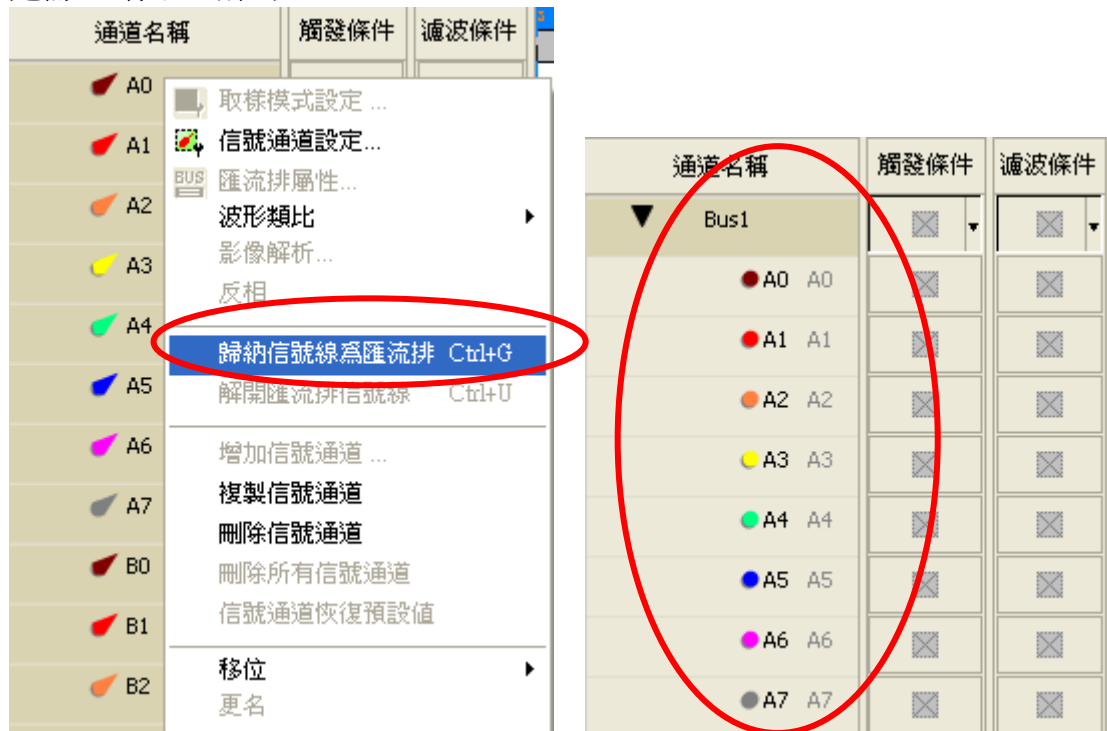 通道名稱 觸發條件 濾波條件
A0
A1
A2
A3
A4
A5
A6
A7
B0
B1
B2
取樣模式設定 ...
信號通道設定...
BUS 匯流排屬性...
波形類比
影像解析...
反相
歸納信號線爲匯流排 Ctrl+G
解開匯流排信號線 Ctrl+U
增加信號通道 ...
複製信號通道
刪除信號通道
刪除所有信號通道
信號通道恢復預設值
移位
更名
通道名稱 觸發條件 濾波條件
Bus1
A0 A0
A1 A1
A2 A2
A3 A3
A4 A4
A5 A5
A6 A6
A7 A7